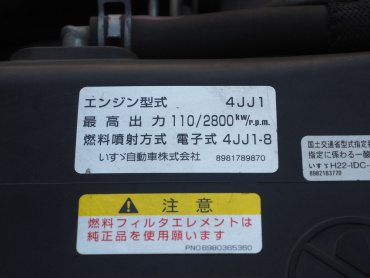 エンジン型式 4JJ1
最高出力 110/2800kw/r.p.m.
燃料噴射方式 電子式 4JJ1-8
いすゞ自動車株式会社 8981789870
国土交通省型式指定
指定に係わる一酸
いすゞH22-IDC-
8982163770
注意
燃料フィルタエレメントは
純正品を使用願います
PNO8980365360